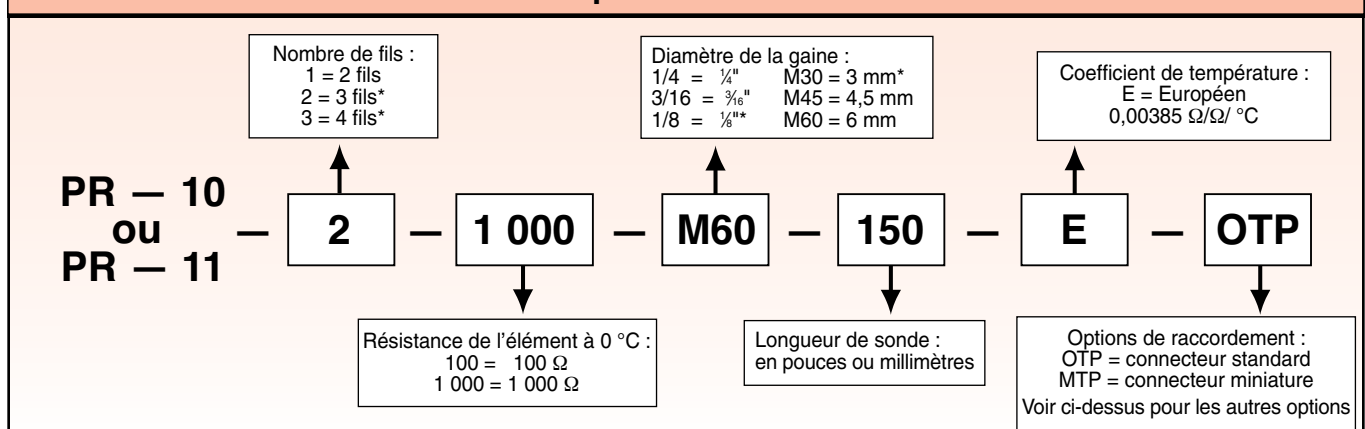 Nombre de fils :
1 = 2 fils
2 = 3 fils*
3 = 4 fils*
Diamètre de la gaine :
1/4 = ¼" M30 = 3 mm*
3/16 = 3⁄16" M45 = 4,5 mm
1/8 = ⅛"* M60 = 6 mm
Coefficient de température :
E = Européen
0,00385 Ω/Ω/ °C
PR — 10
ou
PR — 11
— 2 — 1 000 — M60 — 150 — E — OTP
Résistance de l'élément à 0 °C :
100 = 100 Ω
1 000 = 1 000 Ω
Longueur de sonde :
en pouces ou millimètres
Options de raccordement :
OTP = connecteur standard
MTP = connecteur miniature
Voir ci-dessus pour les autres options